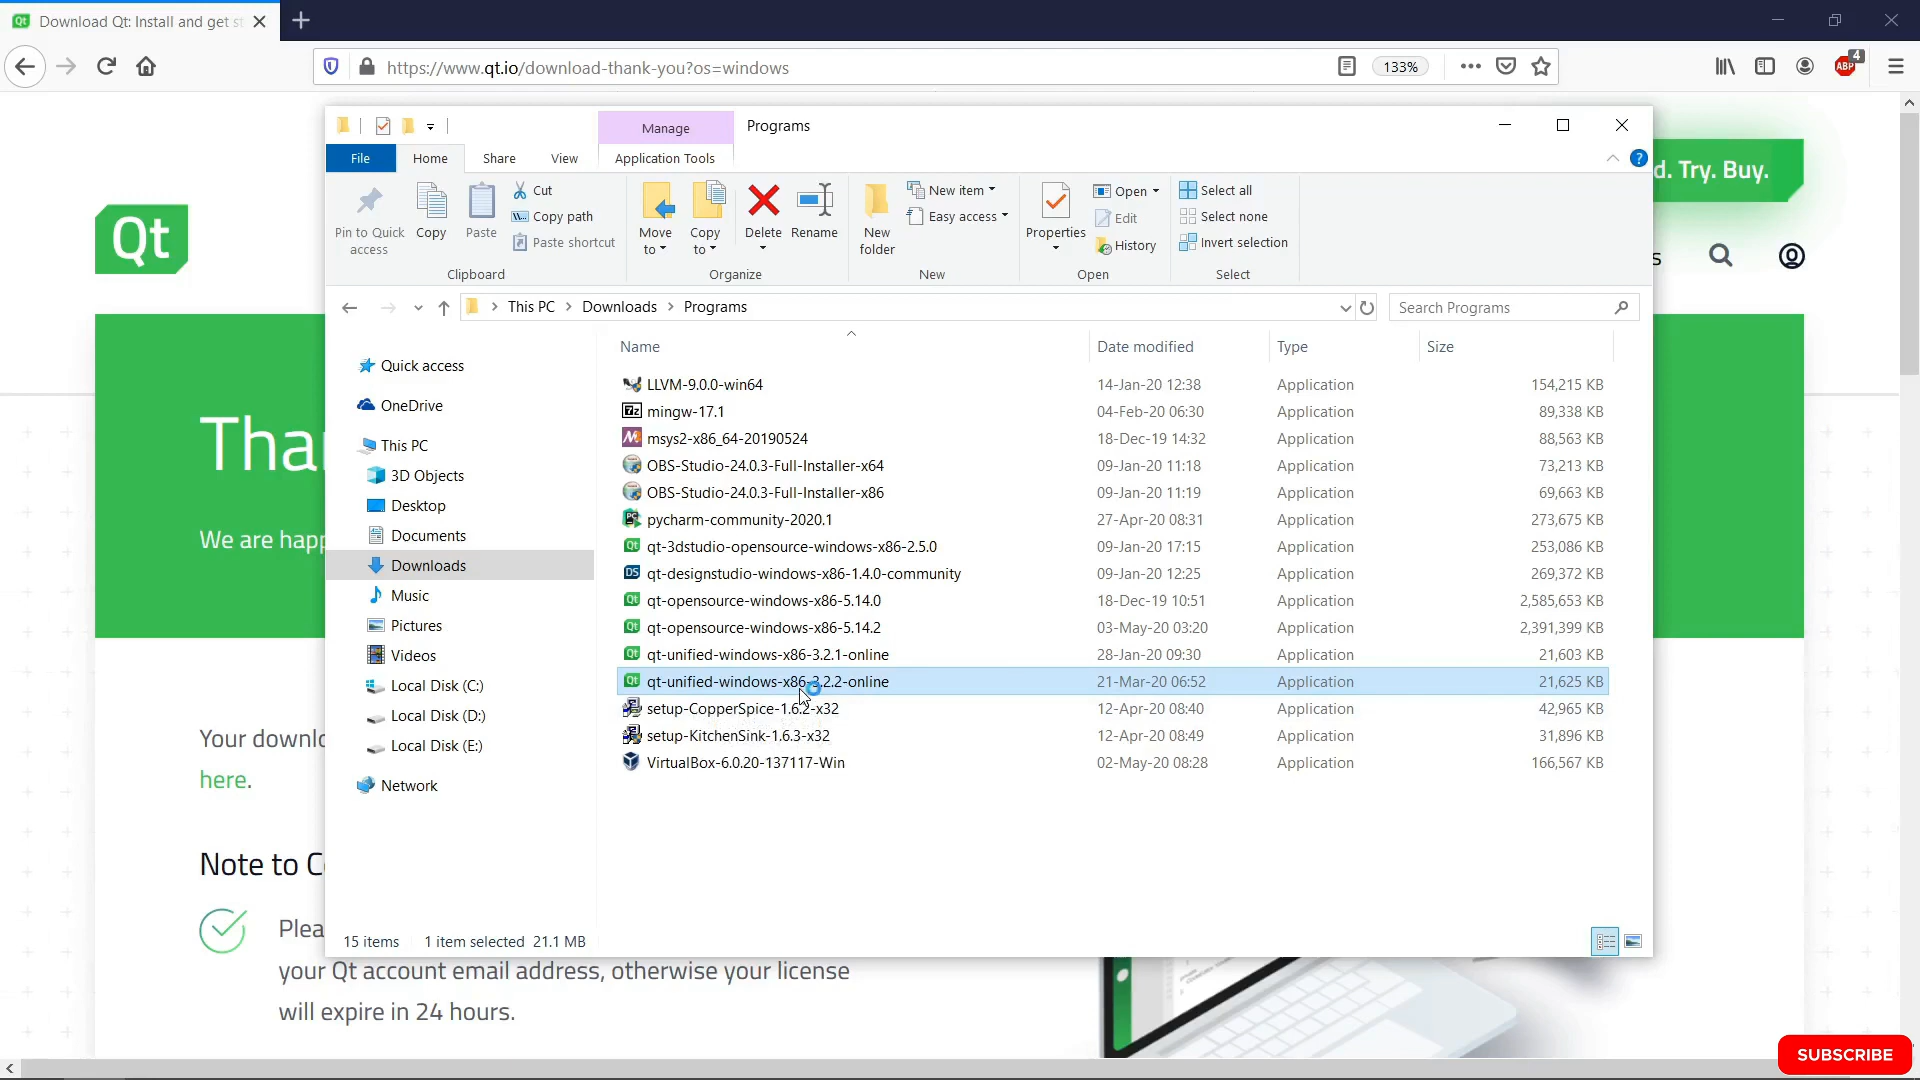 Qt Download Qt: Install and get st
https://www.qt.io/download-thank-you?os=windows
133%
ABP 4
Manage
Programs
File
Home
Share
View
Application Tools
?
Pin to Quick access
Copy
Paste
Cut
Copy path
Paste shortcut
Clipboard
Move to
Copy to
Delete
Rename
Organize
New folder
New item
Easy access
New
Properties
Open
Edit
History
Open
Select all
Select none
Invert selection
Select
This PC > Downloads > Programs
Search Programs
Name Date modified Type Size
LLVM-9.0.0-win64 14-Jan-20 12:38 Application 154,215 KB
mingw-17.1 04-Feb-20 06:30 Application 89,338 KB
msys2-x86_64-20190524 18-Dec-19 14:32 Application 88,563 KB
OBS-Studio-24.0.3-Full-Installer-x64 09-Jan-20 11:18 Application 73,213 KB
OBS-Studio-24.0.3-Full-Installer-x86 09-Jan-20 11:19 Application 69,663 KB
pycharm-community-2020.1 27-Apr-20 08:31 Application 273,675 KB
qt-3dstudio-opensource-windows-x86-2.5.0 09-Jan-20 17:15 Application 253,086 KB
qt-designstudio-windows-x86-1.4.0-community 09-Jan-20 12:25 Application 269,372 KB
qt-opensource-windows-x86-5.14.0 18-Dec-19 10:51 Application 2,585,653 KB
qt-opensource-windows-x86-5.14.2 03-May-20 03:20 Application 2,391,399 KB
qt-unified-windows-x86-3.2.1-online 28-Jan-20 09:30 Application 21,603 KB
qt-unified-windows-x86-3.2.2-online 21-Mar-20 06:52 Application 21,625 KB
setup-CopperSpice-1.6.2-x32 12-Apr-20 08:40 Application 42,965 KB
setup-KitchenSink-1.6.3-x32 12-Apr-20 08:49 Application 31,896 KB
VirtualBox-6.0.20-137117-Win 02-May-20 08:28 Application 166,567 KB
Quick access
OneDrive
This PC
3D Objects
Desktop
Documents
Downloads
Music
Pictures
Videos
Local Disk (C:)
Local Disk (D:)
Local Disk (E:)
Network
15 items 1 item selected 21.1 MB
Qt
d. Try. Buy.
s
Tha
We are happ
Your downlo
here.
Note to C
Plea
your Qt account email address, otherwise your license
will expire in 24 hours.
SUBSCRIBE